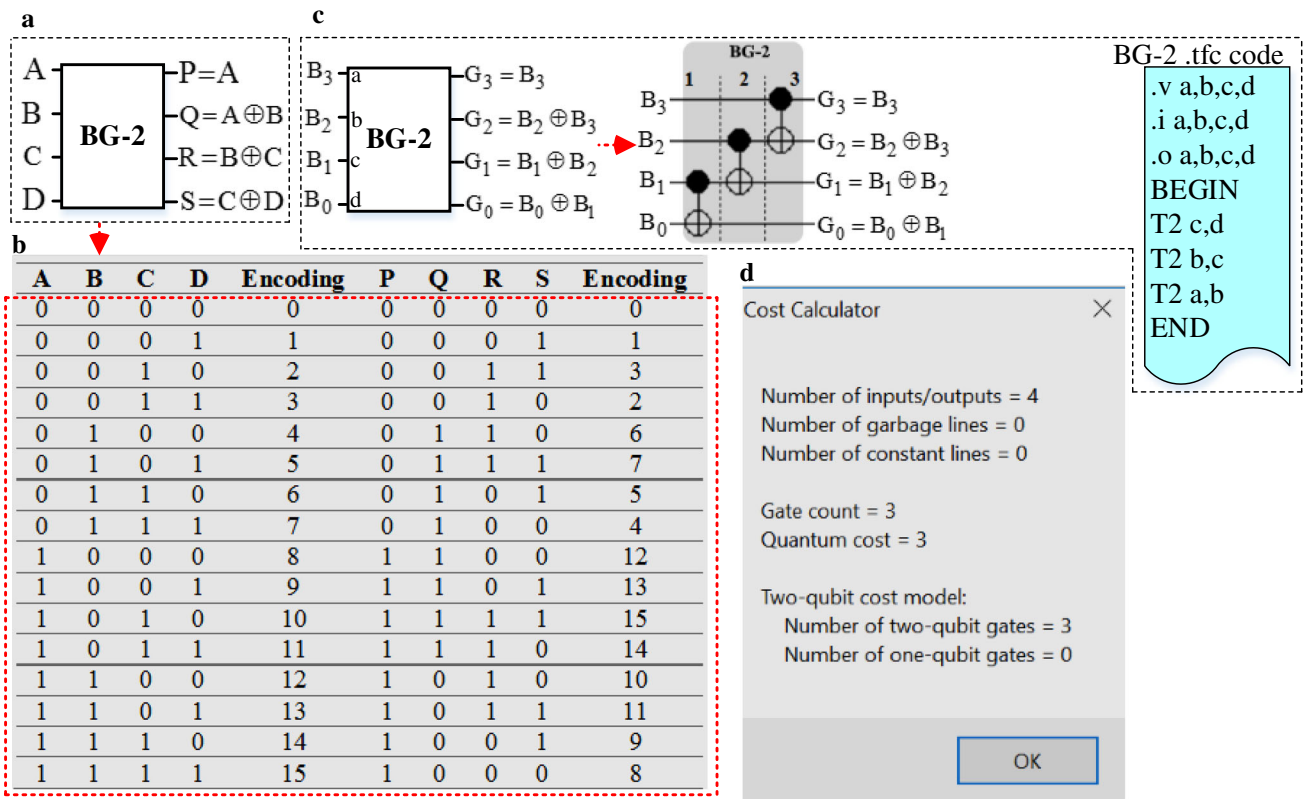 a
A
B
C
D
BG-2
P=A
Q=A⊕B
R=B⊕C
S=C⊕D
c
B3 a
B2 b
B1 c
B0 d
BG-2
G3 = B3
G2 = B2 ⊕ B3
G1 = B1 ⊕ B2
G0 = B0 ⊕ B1
BG-2
1 2 3
B3 G3 = B3
B2 G2 = B2 ⊕ B3
B1 G1 = B1 ⊕ B2
B0 G0 = B0 ⊕ B1
BG-2 .tfc code
.v a,b,c,d
.i a,b,c,d
.o a,b,c,d
BEGIN
T2 c,d
T2 b,c
T2 a,b
END
b
A B C D Encoding P Q R S Encoding
0 0 0 0 0 0 0 0 0 0
0 0 0 1 1 0 0 0 1 1
0 0 1 0 2 0 0 1 1 3
0 0 1 1 3 0 0 1 0 2
0 1 0 0 4 0 1 1 0 6
0 1 0 1 5 0 1 1 1 7
0 1 1 0 6 0 1 0 1 5
0 1 1 1 7 0 1 0 0 4
1 0 0 0 8 1 1 0 0 12
1 0 0 1 9 1 1 0 1 13
1 0 1 0 10 1 1 1 1 15
1 0 1 1 11 1 1 1 0 14
1 1 0 0 12 1 0 1 0 10
1 1 0 1 13 1 0 1 1 11
1 1 1 0 14 1 0 0 1 9
1 1 1 1 15 1 0 0 0 8
d
Cost Calculator
Number of inputs/outputs = 4
Number of garbage lines = 0
Number of constant lines = 0
Gate count = 3
Quantum cost = 3
Two-qubit cost model:
Number of two-qubit gates = 3
Number of one-qubit gates = 0
OK